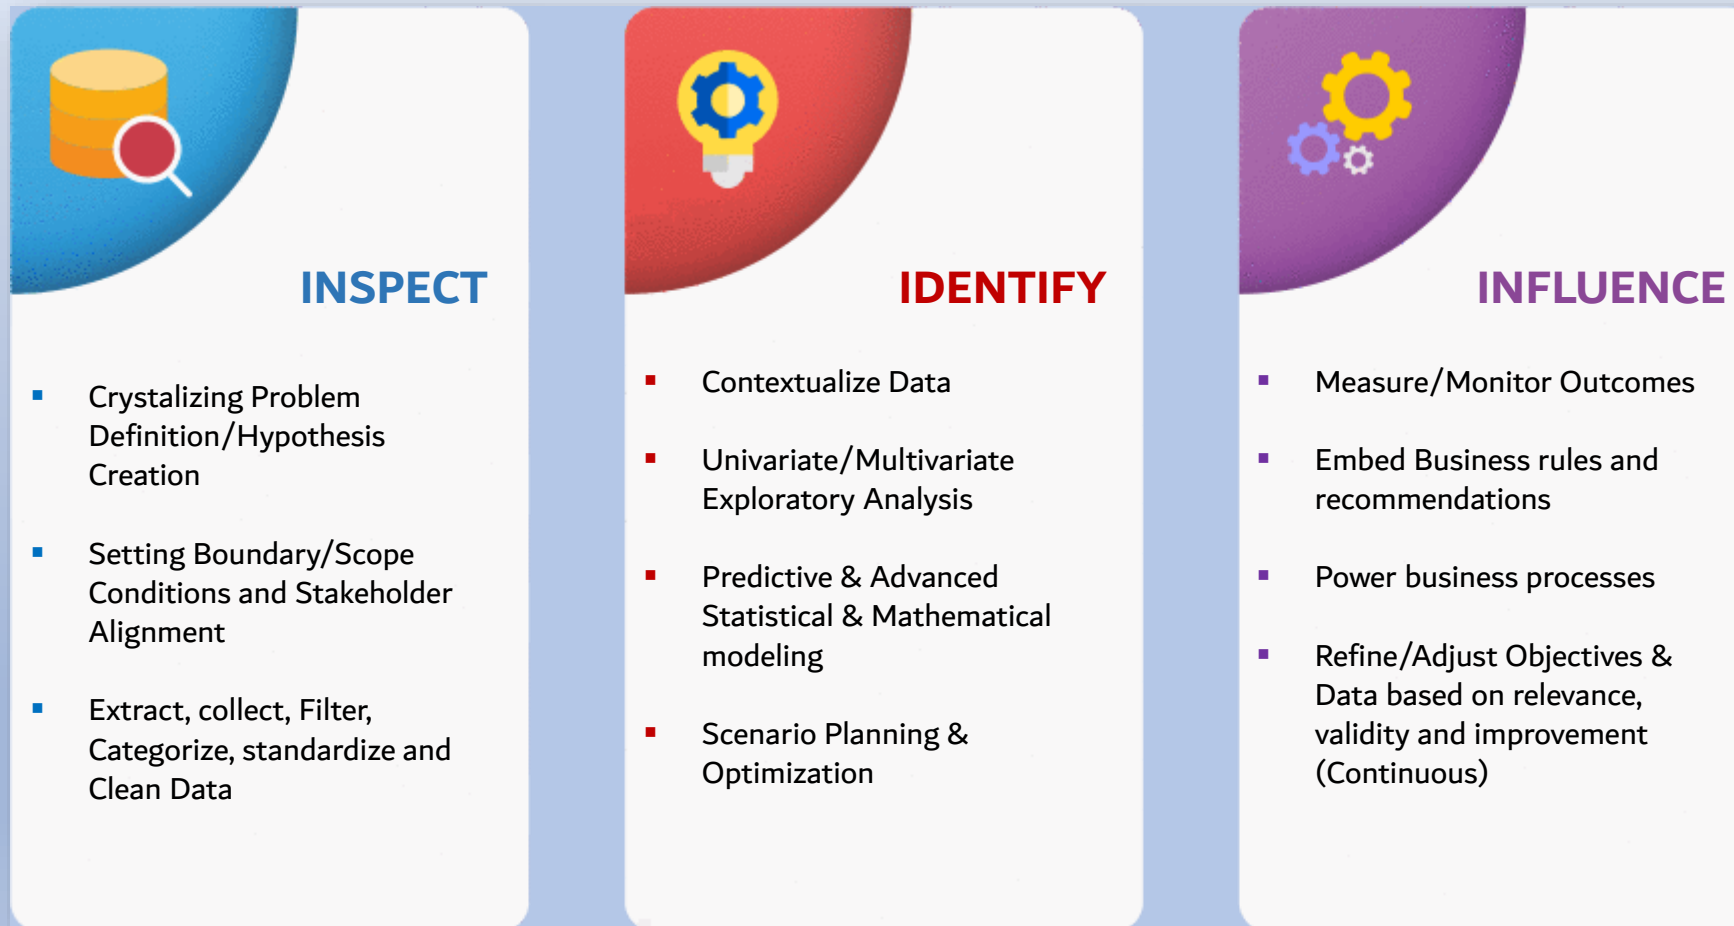 INSPECT
Crystalizing Problem
Definition/Hypothesis
Creation
Setting Boundary/Scope
Conditions and Stakeholder
Alignment
Extract, collect, Filter,
Categorize, standardize and
Clean Data
IDENTIFY
Contextualize Data
Univariate/Multivariate
Exploratory Analysis
Predictive & Advanced
Statistical & Mathematical
modeling
Scenario Planning &
Optimization
INFLUENCE
Measure/Monitor Outcomes
Embed Business rules and
recommendations
Power business processes
Refine/Adjust Objectives &
Data based on relevance,
validity and improvement
(Continuous)